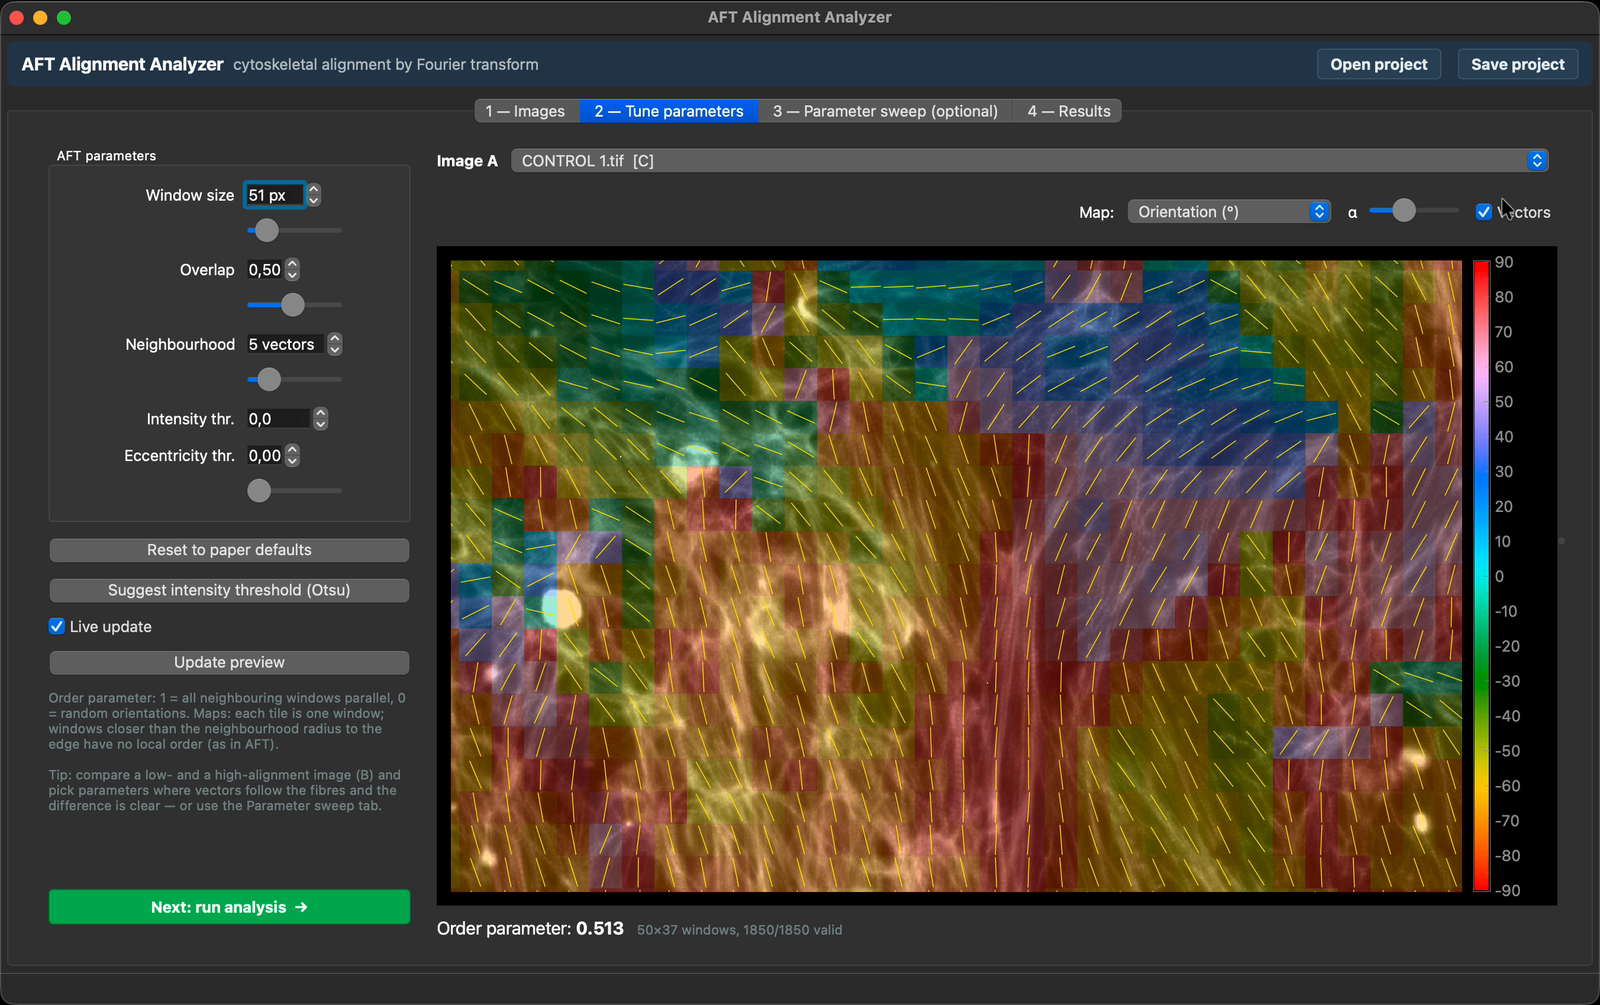 AFT Alignment Analyzer
AFT Alignment Analyzer cytoskeletal alignment by Fourier transform
Open project
Save project
1 — Images
2 — Tune parameters
3 — Parameter sweep (optional)
4 — Results
AFT parameters
Window size 51 px
Overlap 0,50
Neighbourhood 5 vectors
Intensity thr. 0,0
Eccentricity thr. 0,00
Reset to paper defaults
Suggest intensity threshold (Otsu)
Live update
Update preview
Order parameter: 1 = all neighbouring windows parallel, 0
= random orientations. Maps: each tile is one window;
windows closer than the neighbourhood radius to the
edge have no local order (as in AFT).
Tip: compare a low- and a high-alignment image (B) and
pick parameters where vectors follow the fibres and the
difference is clear — or use the Parameter sweep tab.
Next: run analysis →
Image A CONTROL 1.tif [C]
Map: Orientation (°) α
90
80
70
60
50
40
30
20
10
0
-10
-20
-30
-40
-50
-60
-70
-80
-90
Order parameter: 0.513 50×37 windows, 1850/1850 valid